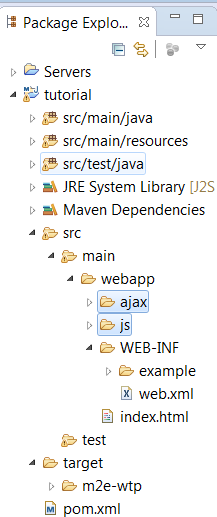 Package Explo...
Servers
tutorial
src/main/java
src/main/resources
src/test/java
JRE System Library [J2S
Maven Dependencies
src
main
webapp
ajax
js
WEB-INF
example
web.xml
index.html
test
target
m2e-wtp
pom.xml